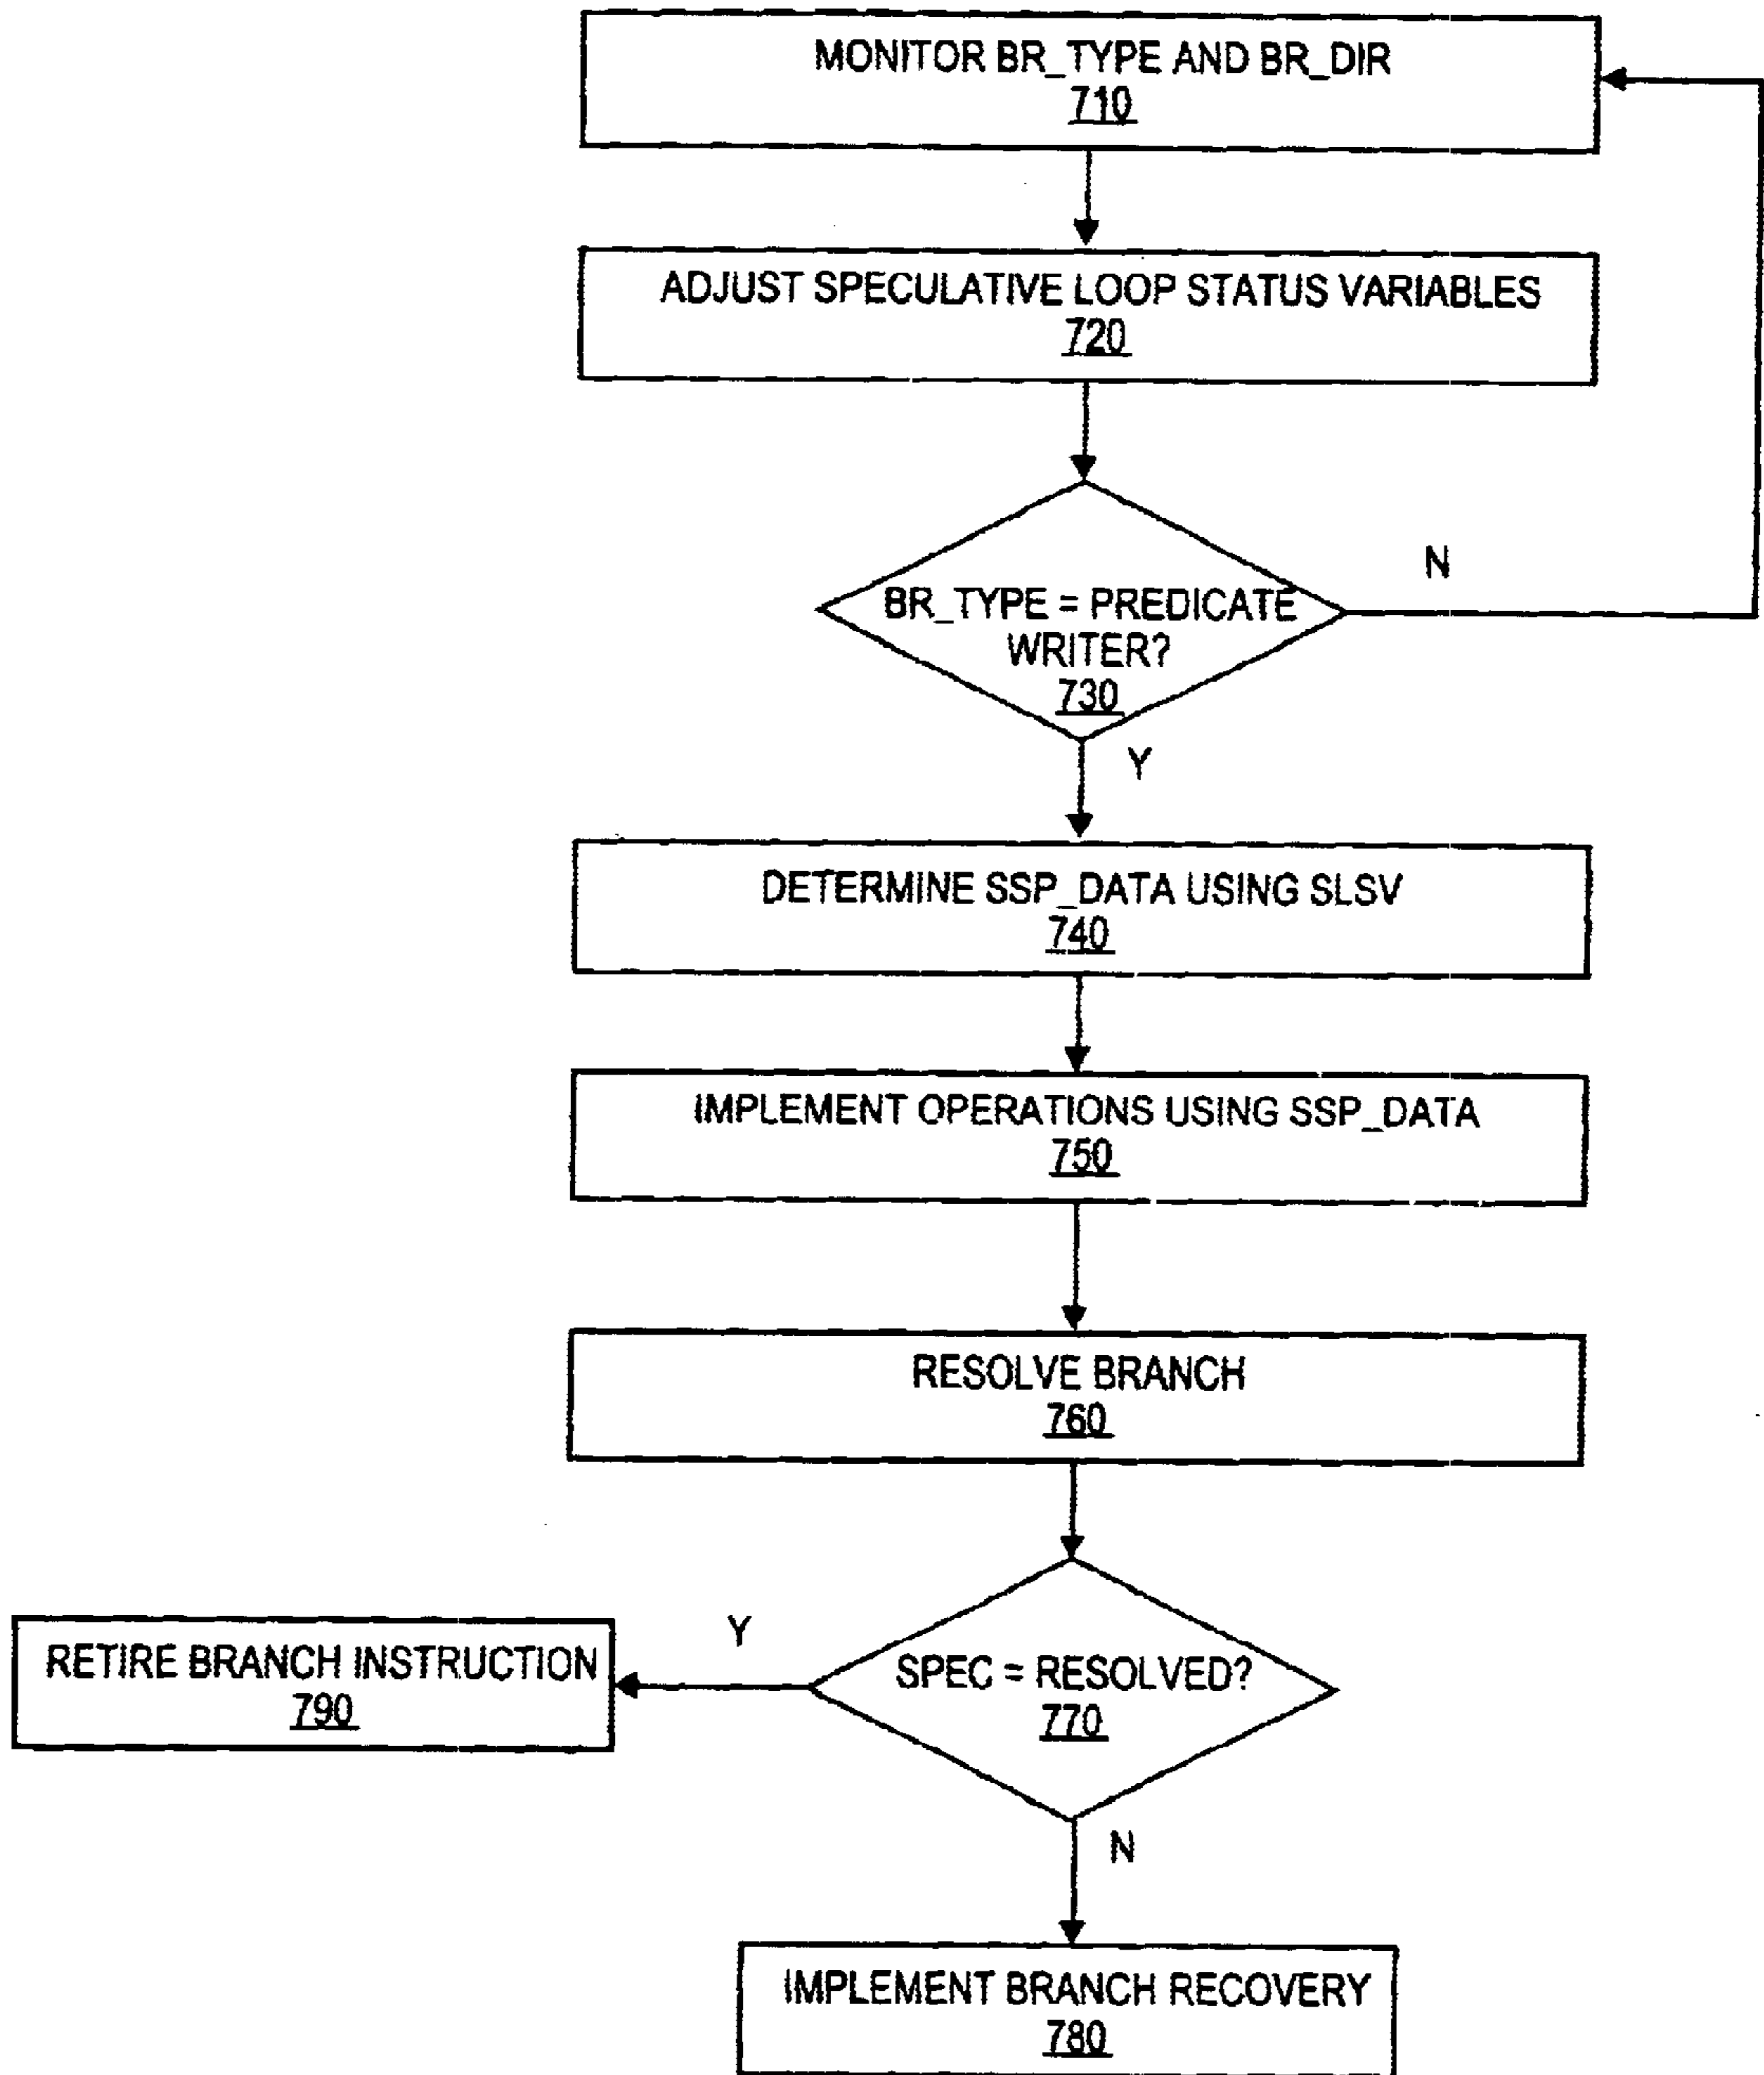 MONITOR BR_TYPE AND BR_DIR
710
ADJUST SPECULATIVE LOOP STATUS VARIABLES
720
BR_TYPE = PREDICATE
WRITER?
730
N
Y
DETERMINE SSP_DATA USING SLSV
740
IMPLEMENT OPERATIONS USING SSP_DATA
750
RESOLVE BRANCH
760
SPEC = RESOLVED?
770
Y
RETIRE BRANCH INSTRUCTION
790
N
IMPLEMENT BRANCH RECOVERY
780